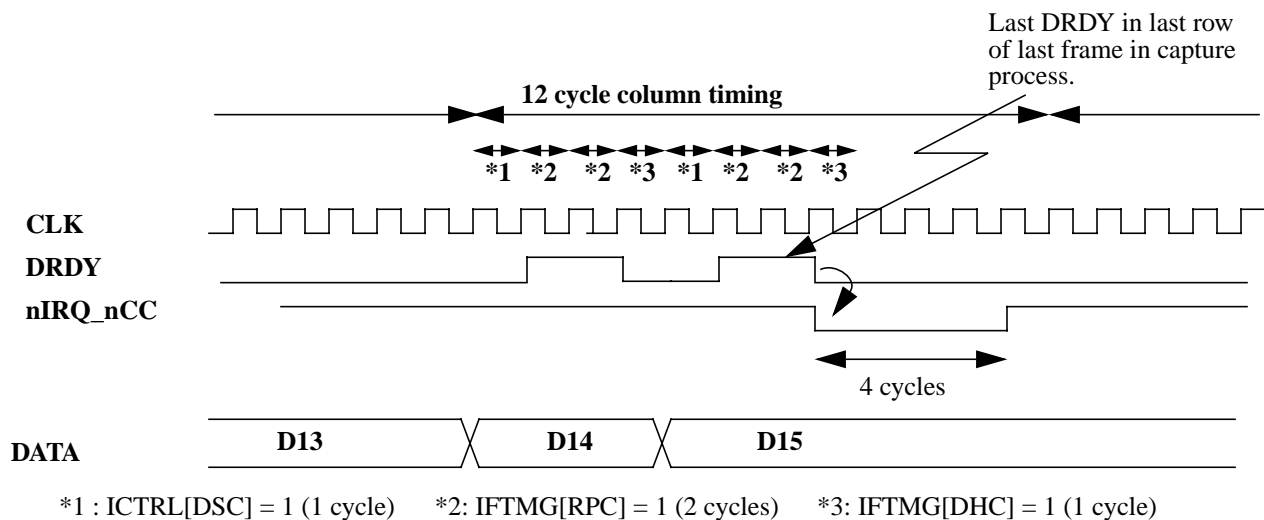 Last DRDY in last row
of last frame in capture
process.
12 cycle column timing
*1 *2 *2 *3 *1 *2 *2 *3
CLK
DRDY
nIRQ_nCC
4 cycles
DATA D13 D14 D15
*1 : ICTRL[DSC] = 1 (1 cycle) *2: IFTMG[RPC] = 1 (2 cycles) *3: IFTMG[DHC] = 1 (1 cycle)